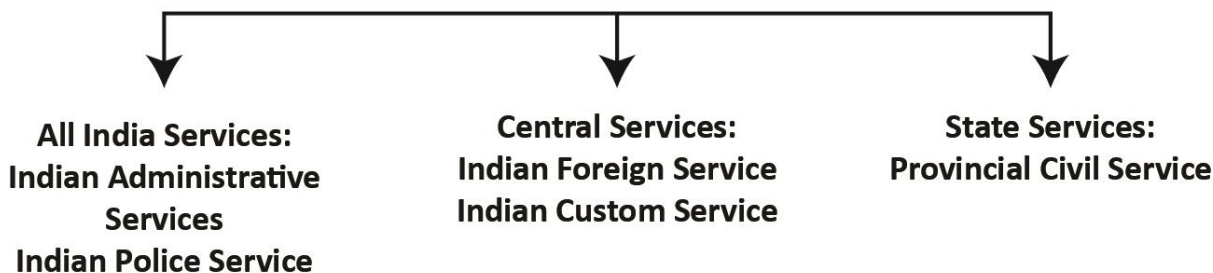 All India Services:
Indian Administrative
Services
Indian Police Service
Central Services:
Indian Foreign Service
Indian Custom Service
State Services:
Provincial Civil Service